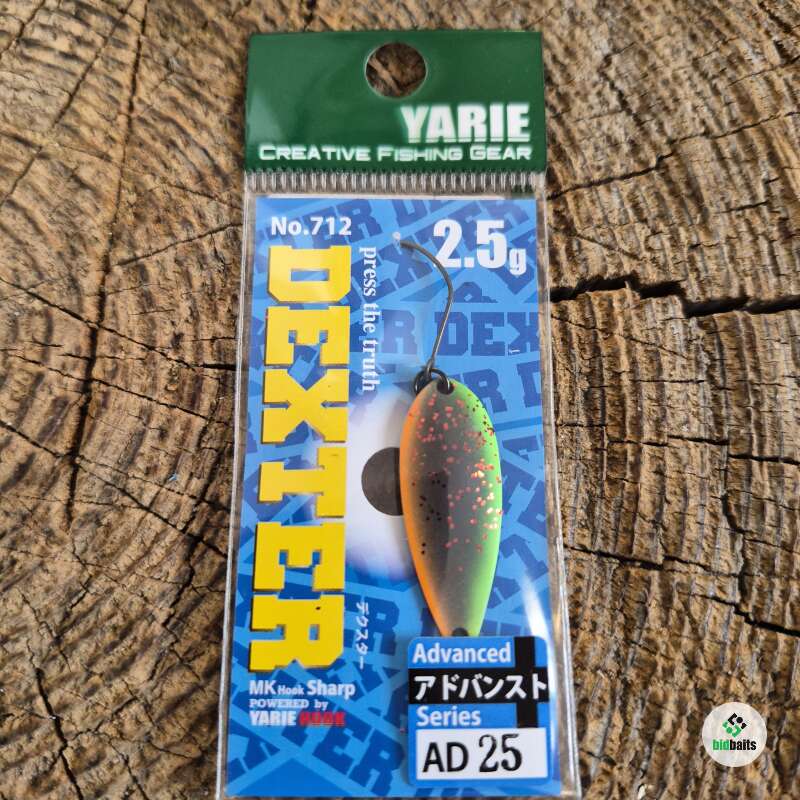 YARIE
CREATIVE FISHING GEAR
No.712
2.5g
DEXTER
press the truth
デクスター
MK Hook Sharp
POWERED by
YARIE HOOK
Advanced
アドバンスト
Series
AD 25
bidbaits